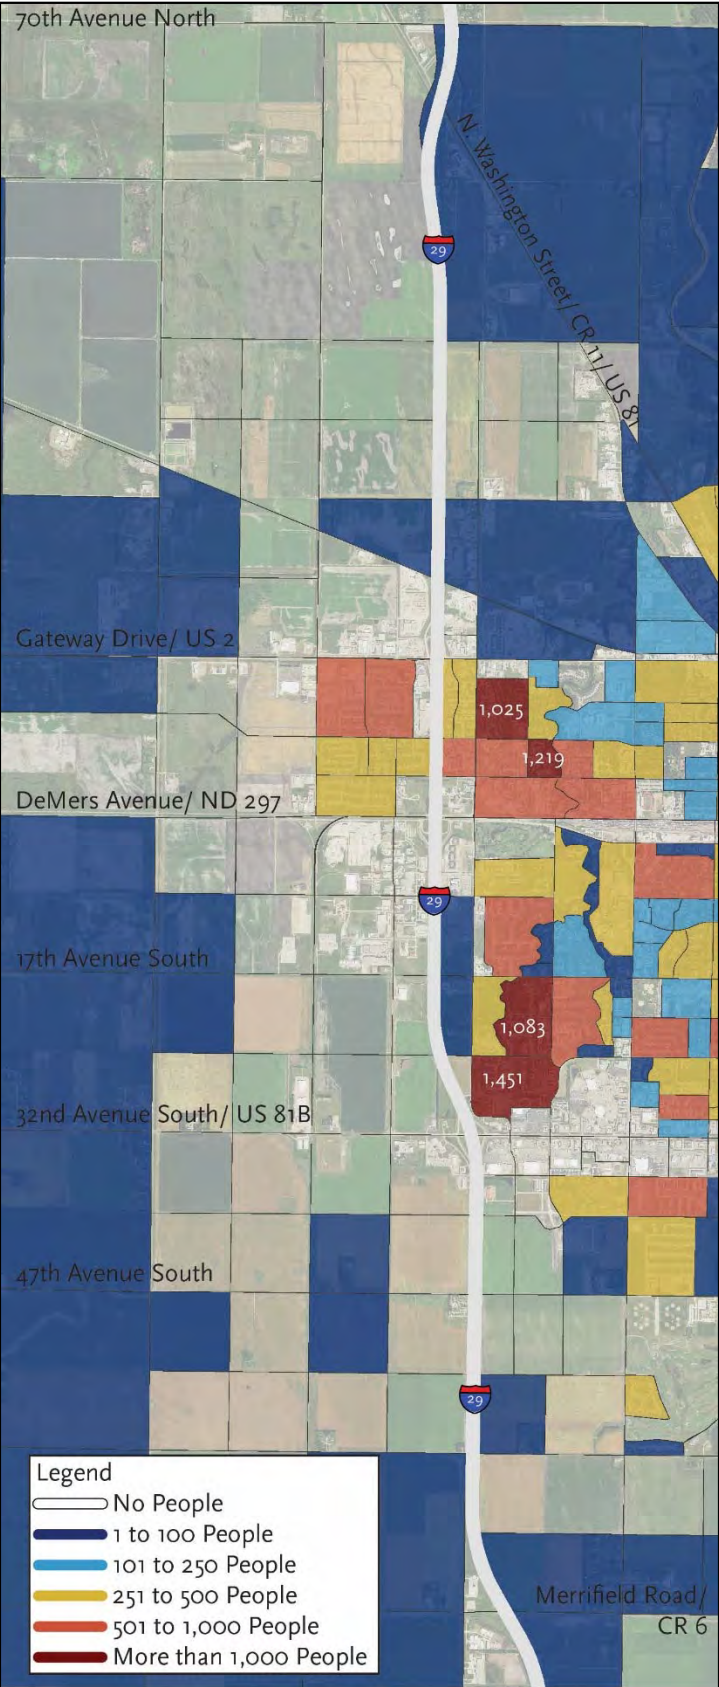 70th Avenue North
N. Washington Street/ CR 11/ US 81
29
Gateway Drive/ US 2
1,025
1,219
DeMers Avenue/ ND 297
29
17th Avenue South
1,083
1,451
32nd Avenue South/ US 81B
47th Avenue South
29
Legend
No People
1 to 100 People
101 to 250 People
251 to 500 People
501 to 1,000 People
More than 1,000 People
Merrifield Road/
CR 6